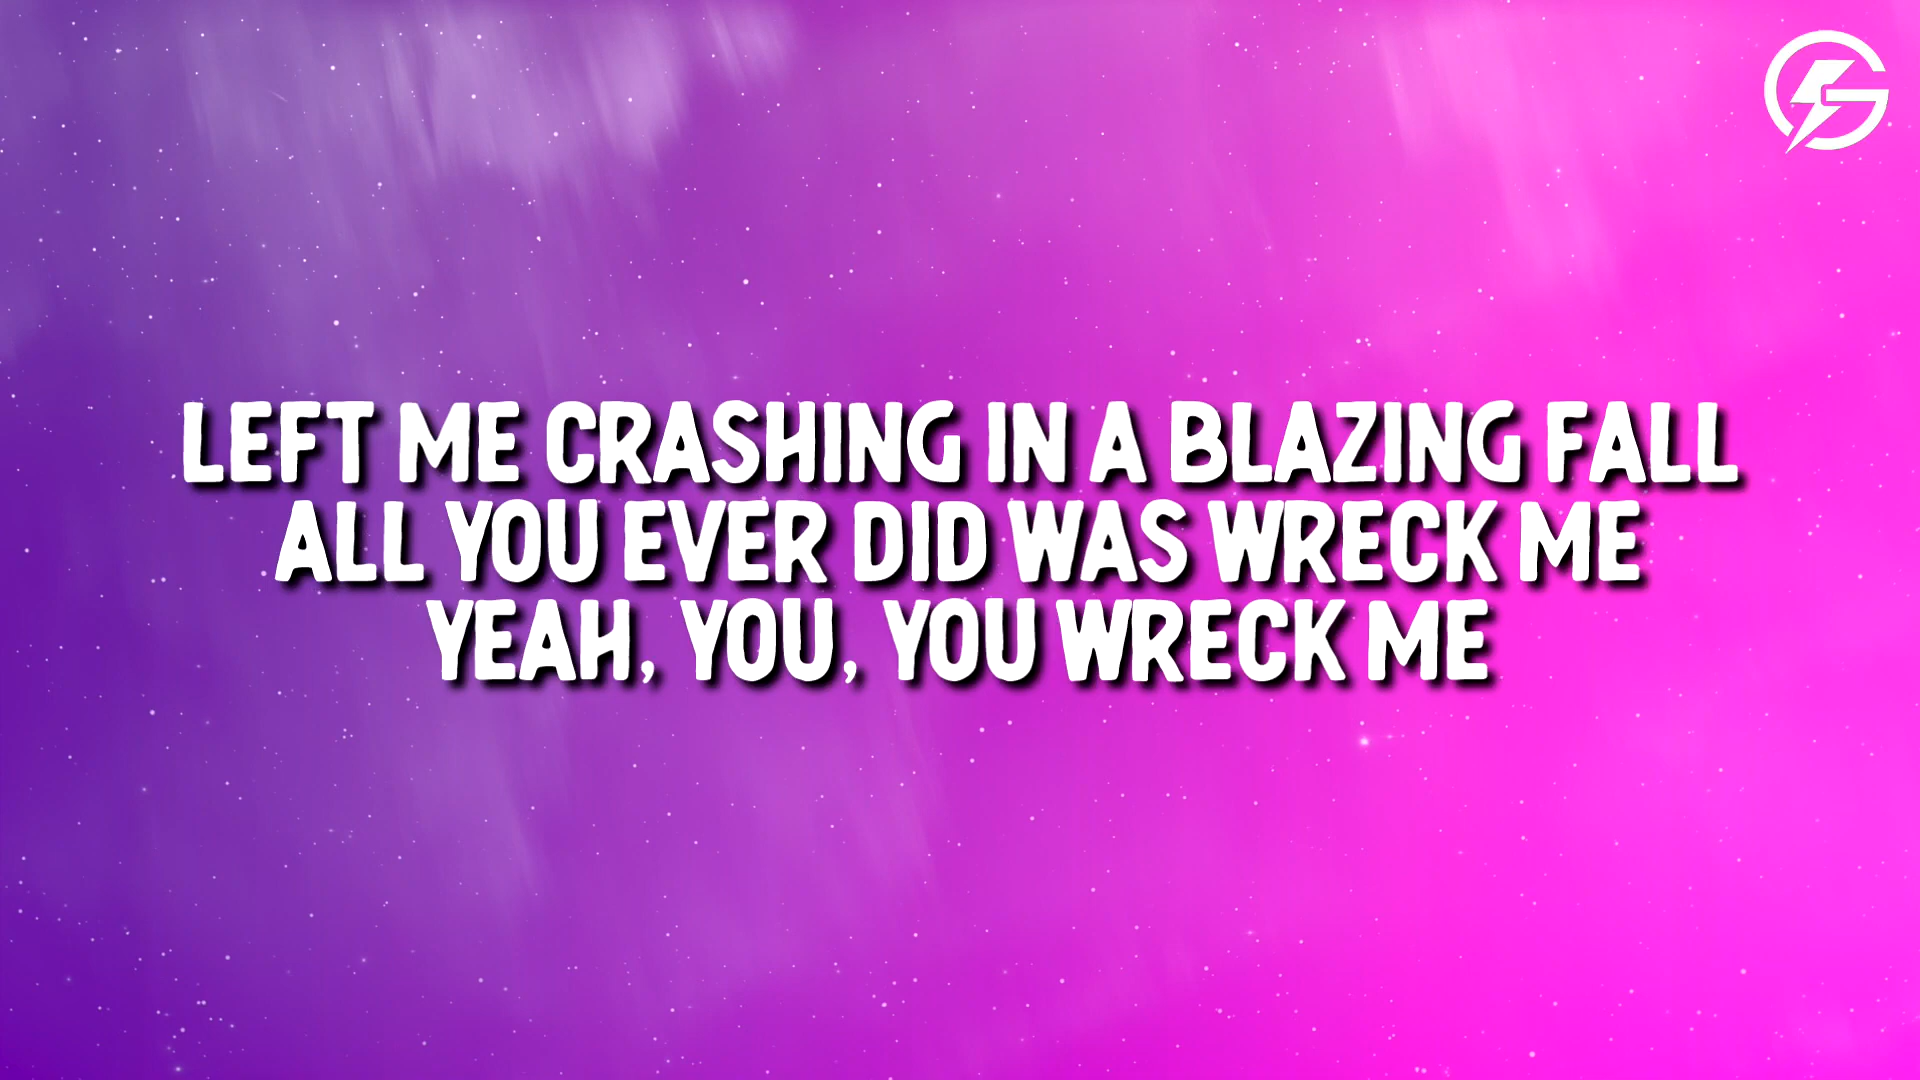 LEFT ME CRASHING IN A BLAZING FALL
ALL YOU EVER DID WAS WRECK ME
YEAH, YOU, YOU WRECK ME